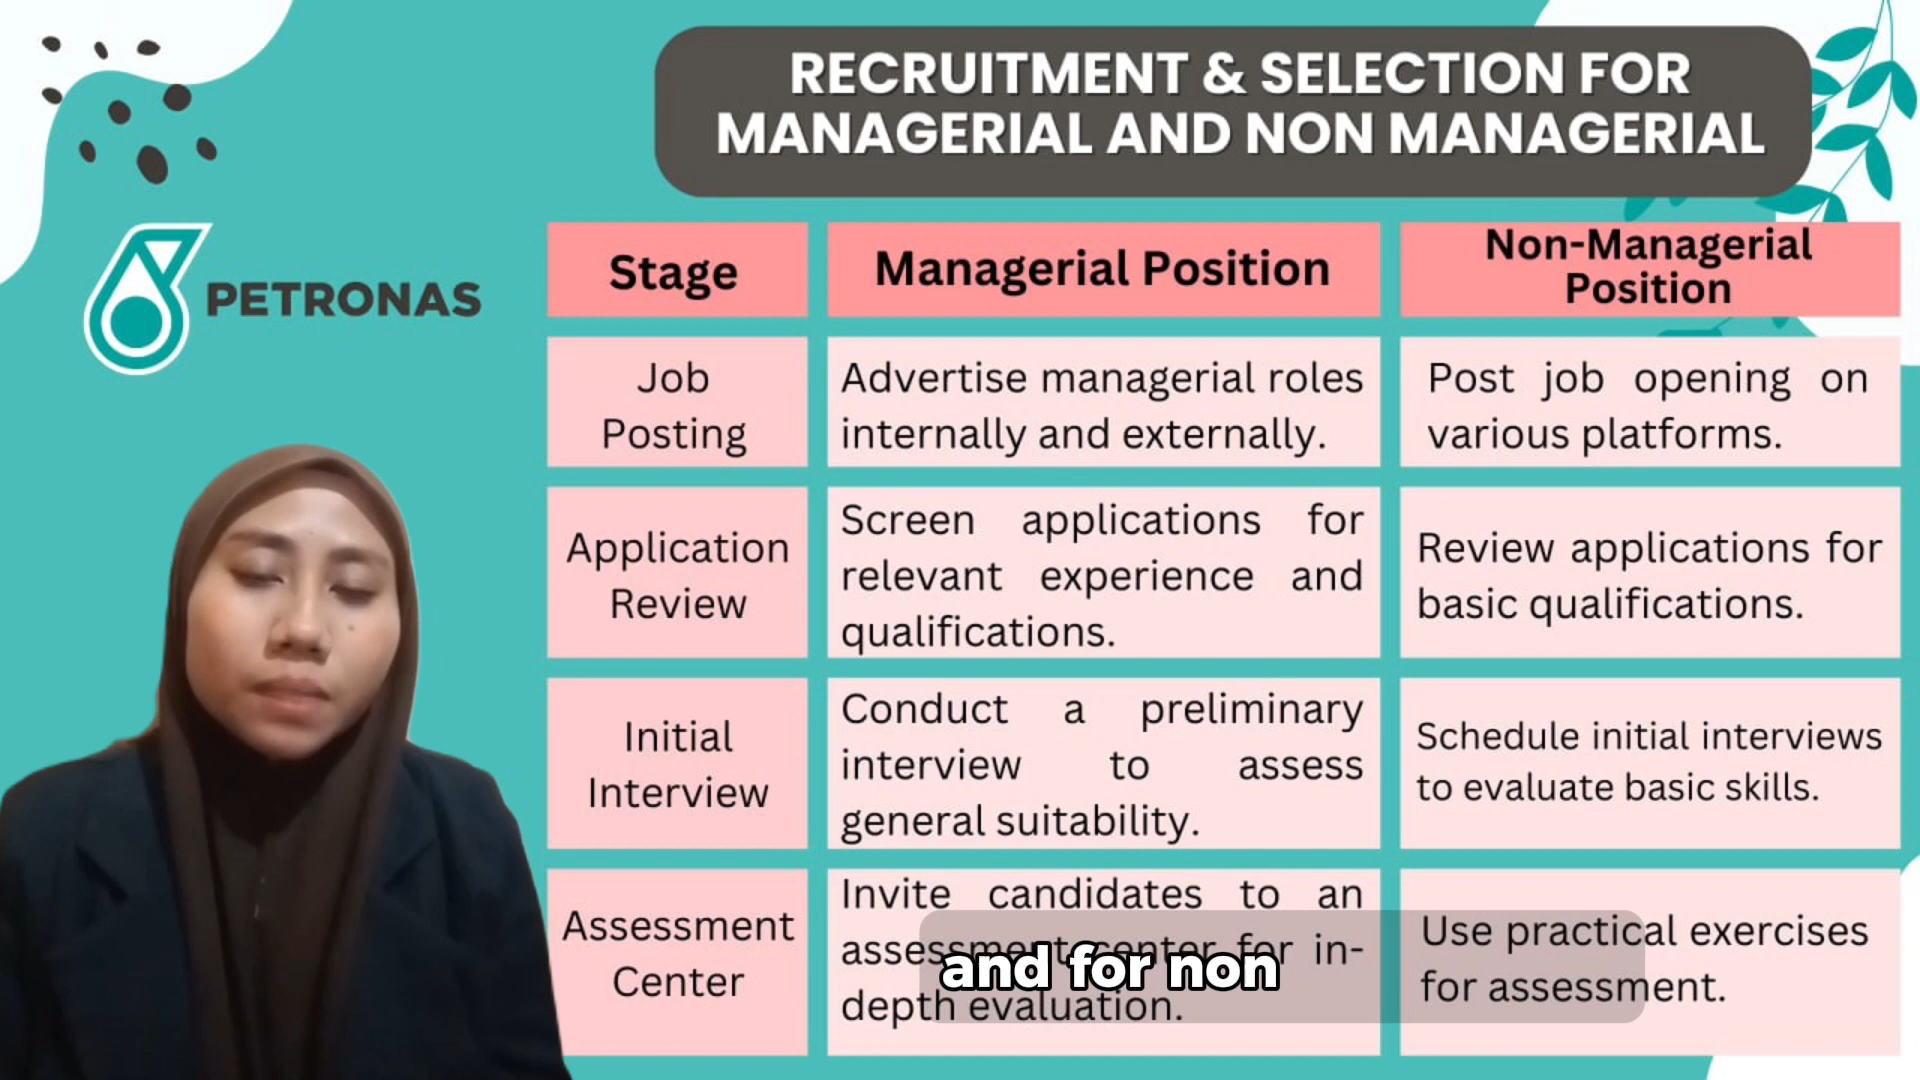 RECRUITMENT & SELECTION FOR
MANAGERIAL AND NON MANAGERIAL
PETRONAS
Stage
Managerial Position
Non-Managerial
Position
Job
Posting
Advertise managerial roles
internally and externally.
Post job opening on
various platforms.
Application
Review
Screen applications for
relevant experience and
qualifications.
Review applications for
basic qualifications.
Initial
Interview
Conduct a preliminary
interview to assess
general suitability.
Schedule initial interviews
to evaluate basic skills.
Assessment
Center
Invite candidates to an
assessment center for in-
depth evaluation.
Use practical exercises
for assessment.
and for non